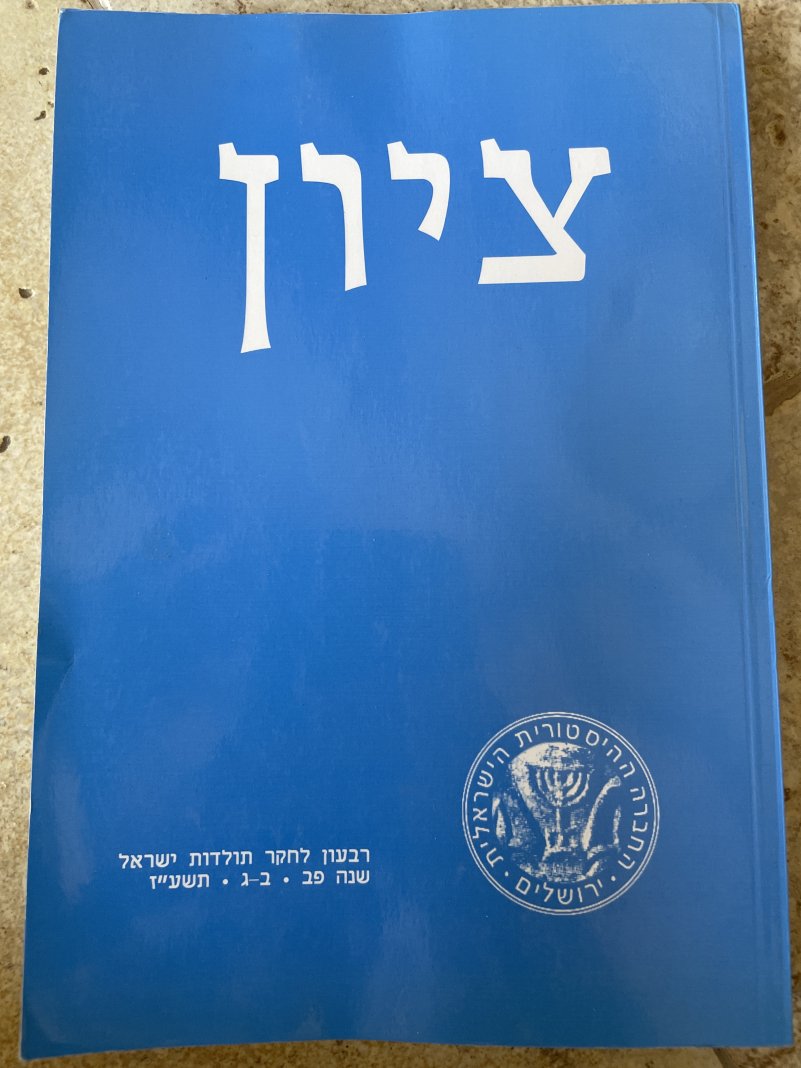 ציון
רבעון לחקר תולדות ישראל
שנה פב • ב–ג • תשע״ז
החברה ההיסטורית הישראלית • ירושלים •